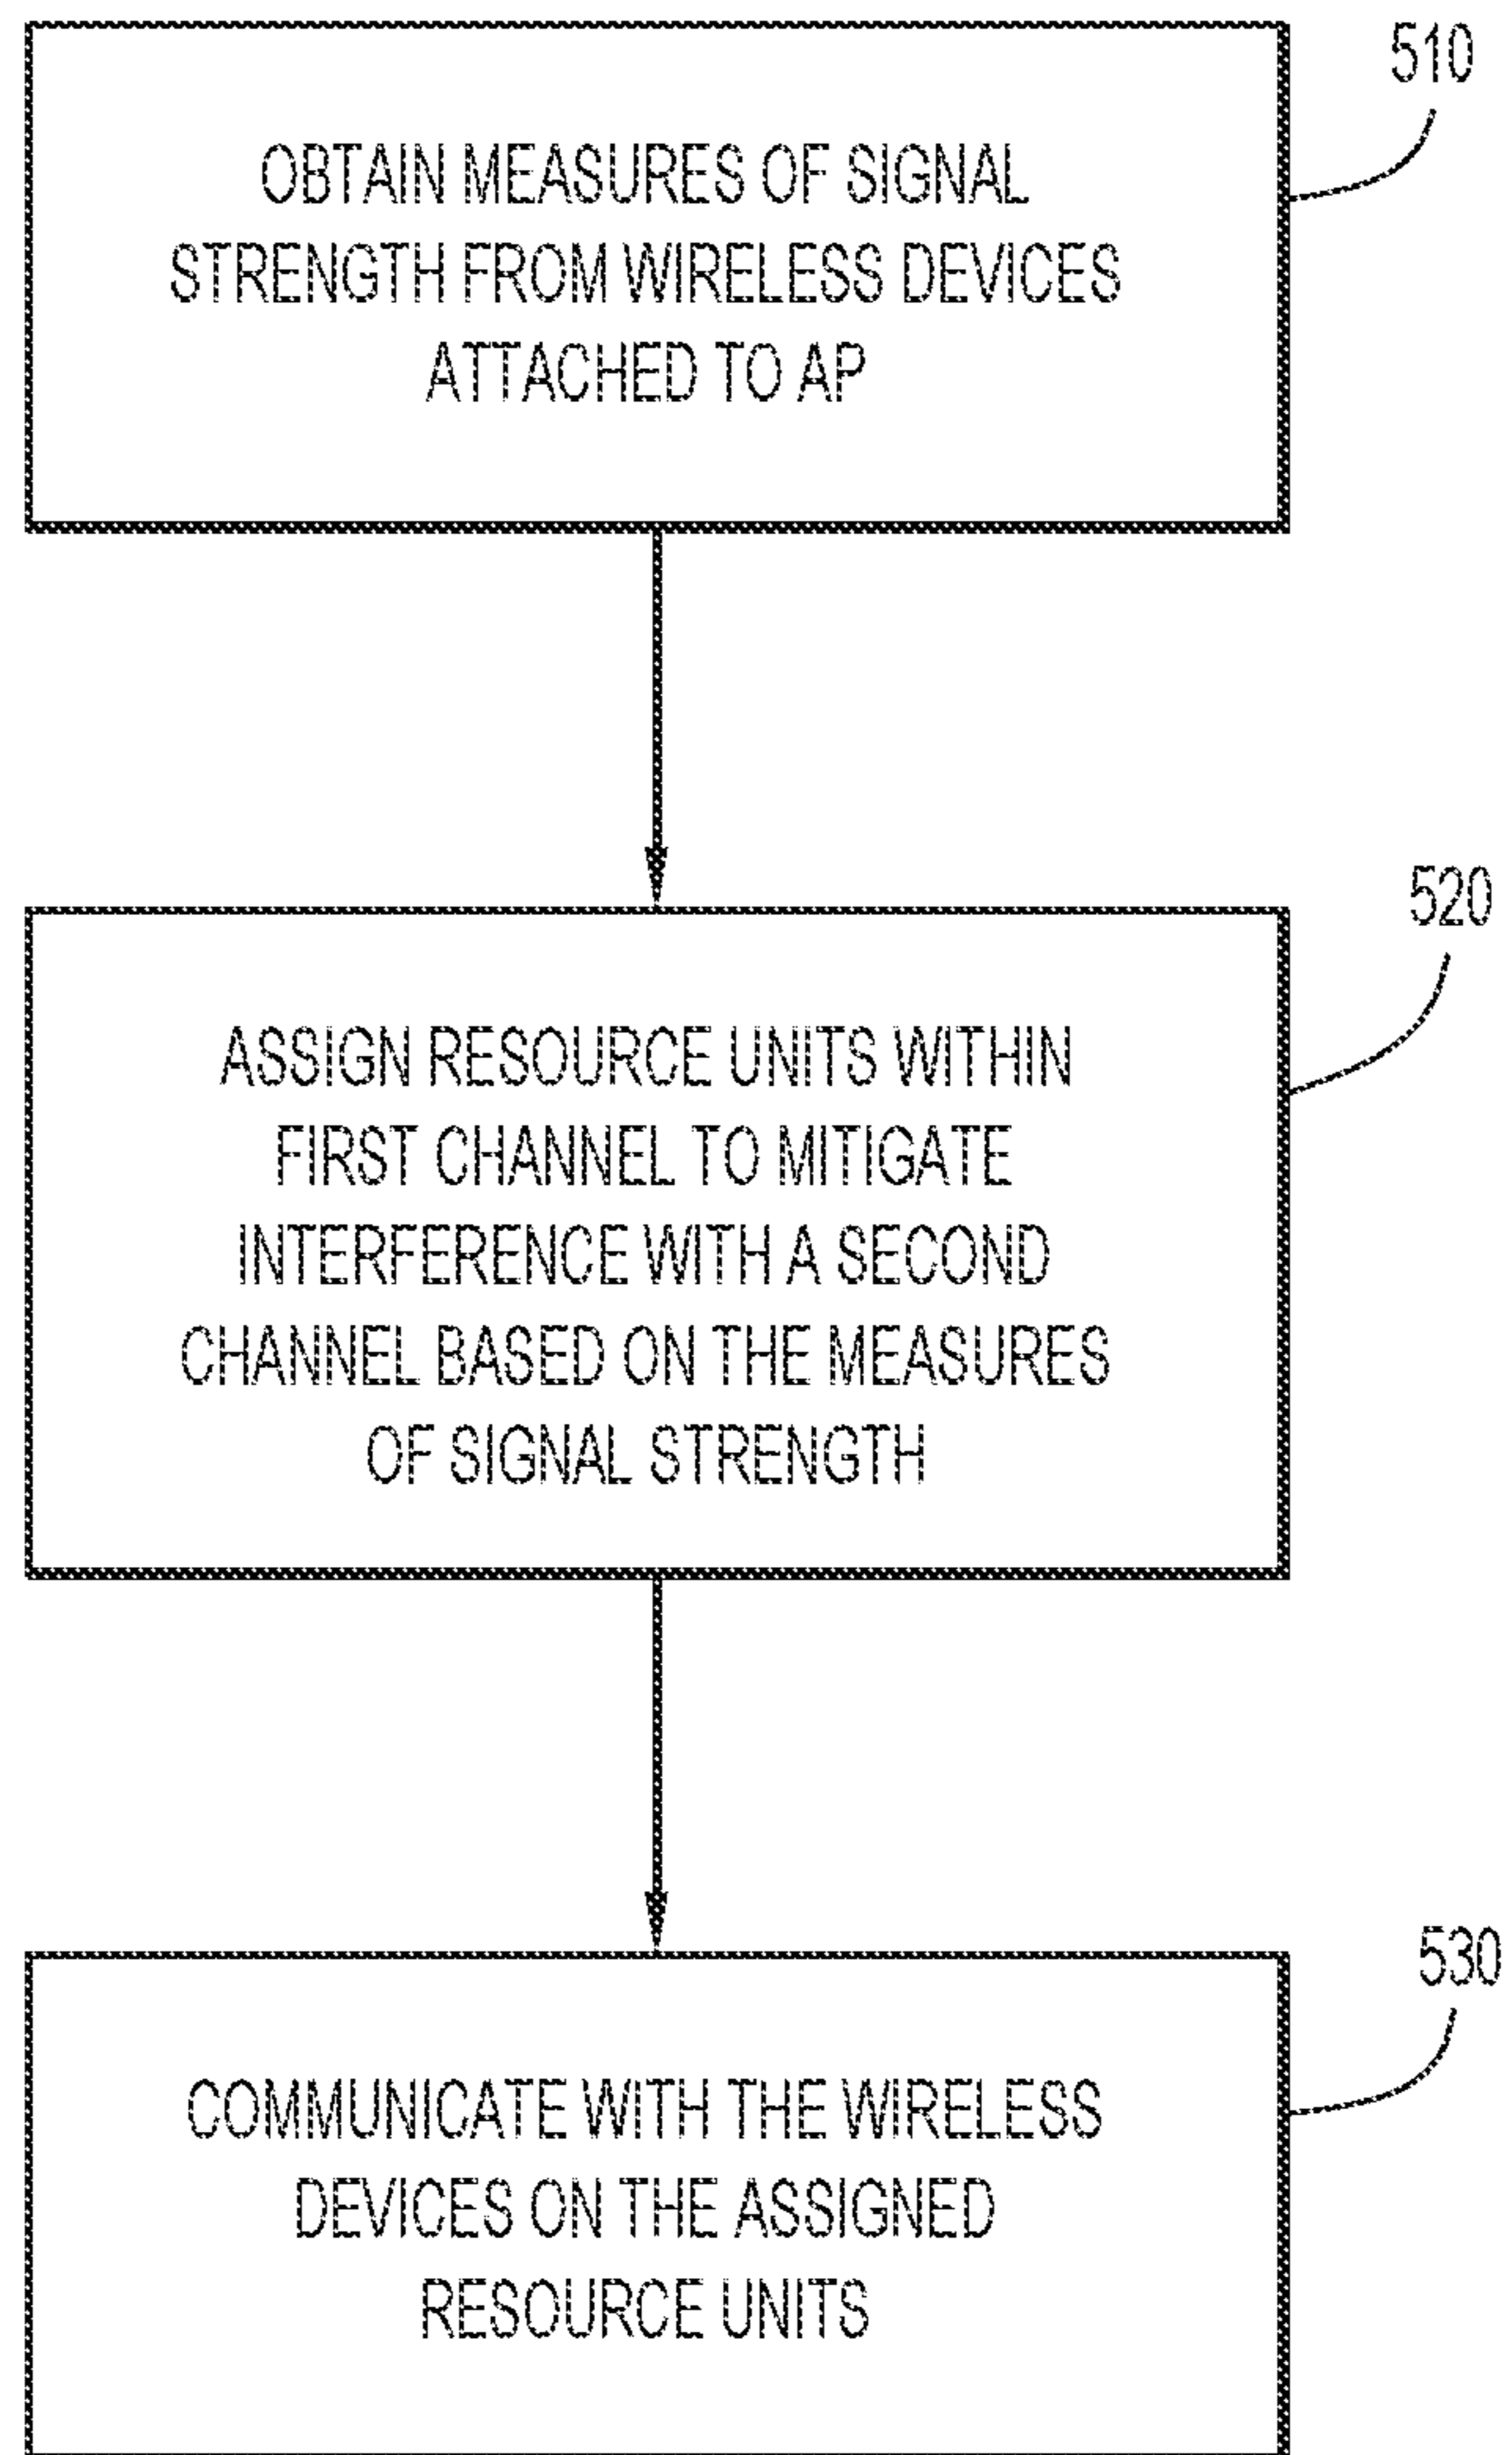 510
OBTAIN MEASURES OF SIGNAL
STRENGTH FROM WIRELESS DEVICES
ATTACHED TO AP
520
ASSIGN RESOURCE UNITS WITHIN
FIRST CHANNEL TO MITIGATE
INTERFERENCE WITH A SECOND
CHANNEL BASED ON THE MEASURES
OF SIGNAL STRENGTH
530
COMMUNICATE WITH THE WIRELESS
DEVICES ON THE ASSIGNED
RESOURCE UNITS